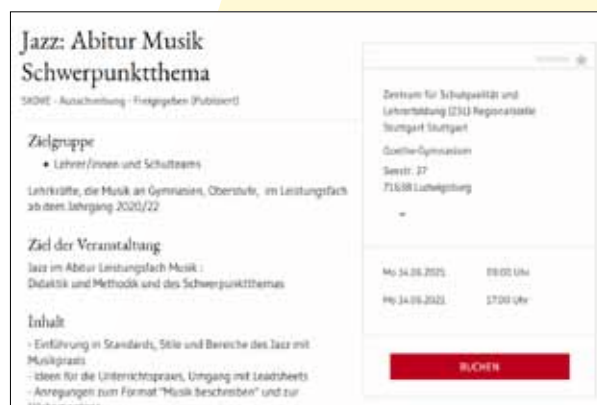 Jazz: Abitur Musik
Schwerpunktthema
- Ausschreibung - Freigegeben (Publiziert)
Zielgruppe
• Lehrer/innen und Schulteams
Lehrkräfte, die Musik an Gymnasien, Oberstufe, im Leistungsfach
ab dem Jahrgang 2020/22
Ziel der Veranstaltung
Jazz im Abitur Leistungsfach Musik :
Didaktik und Methodik und des Schwerpunktthemas
Inhalt
- Einführung in Standards, Stile und Bereiche des Jazz mit
Musikpraxis
- Ideen für die Unterrichtspraxis, Umgang mit Leadsheets
- Anregungen zum Format "Musik beschreiben" und zur
Zentrum für Schulqualität und
Lehrerbildung (ZSL) Regionalstelle
Stuttgart Stuttgart
Goethe-Gymnasium
Seestr. 37
71638 Ludwigsburg
Mo 14.06.2021 09:00 Uhr
Mo 14.06.2021 17:00 Uhr
BUCHEN